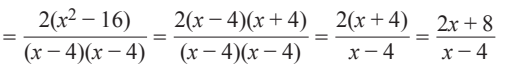 = 2(x² – 16) / (x – 4)(x – 4) = 2(x – 4)(x + 4) / (x – 4)(x – 4) = 2(x + 4) / x – 4 = 2x + 8 / x – 4